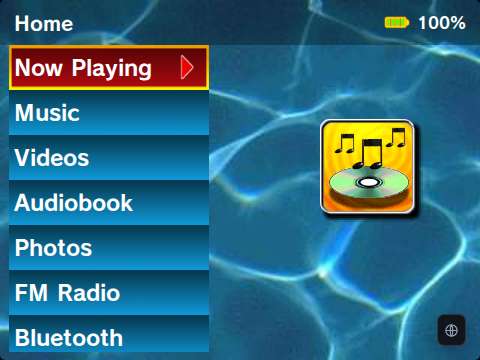 Home
100%
Now Playing
Music
Videos
Audiobook
Photos
FM Radio
Bluetooth